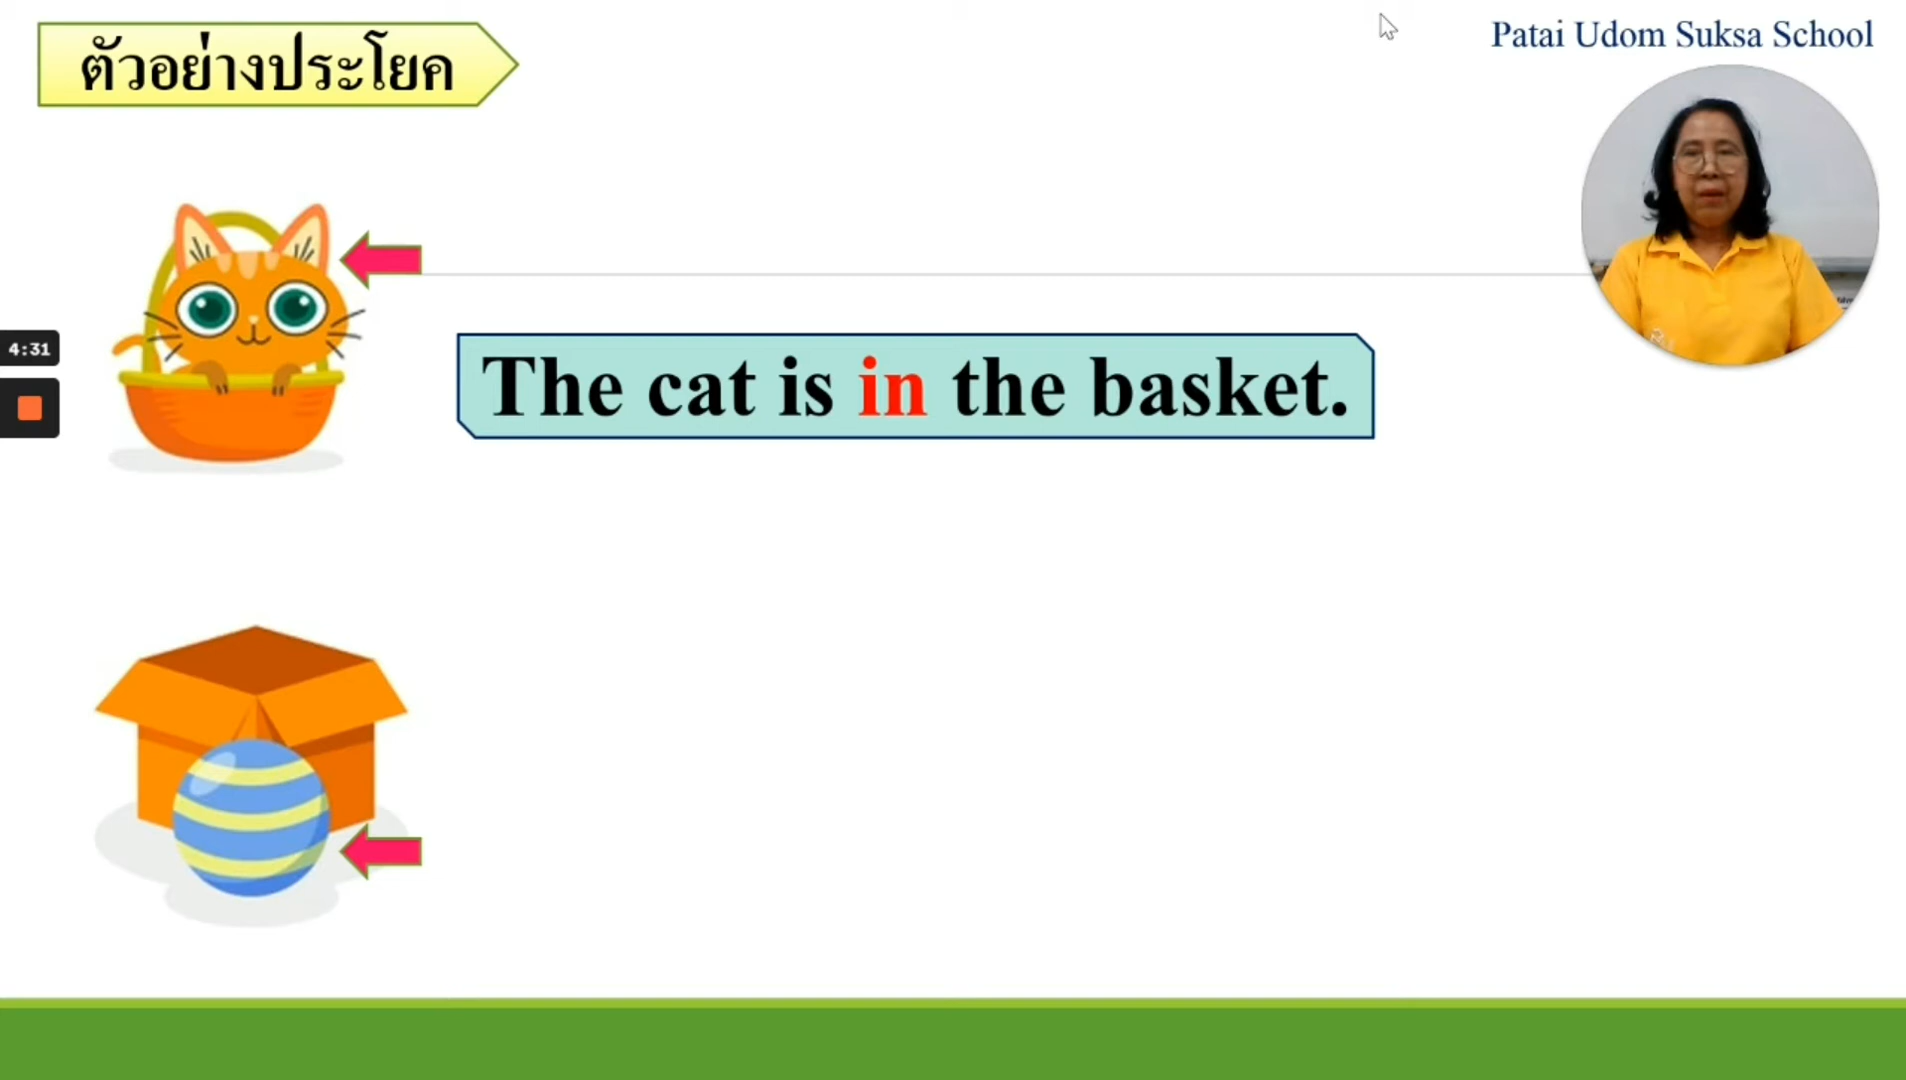 ตัวอย่างประโยค
Patai Udom Suksa School
4:31
The cat is in the basket.